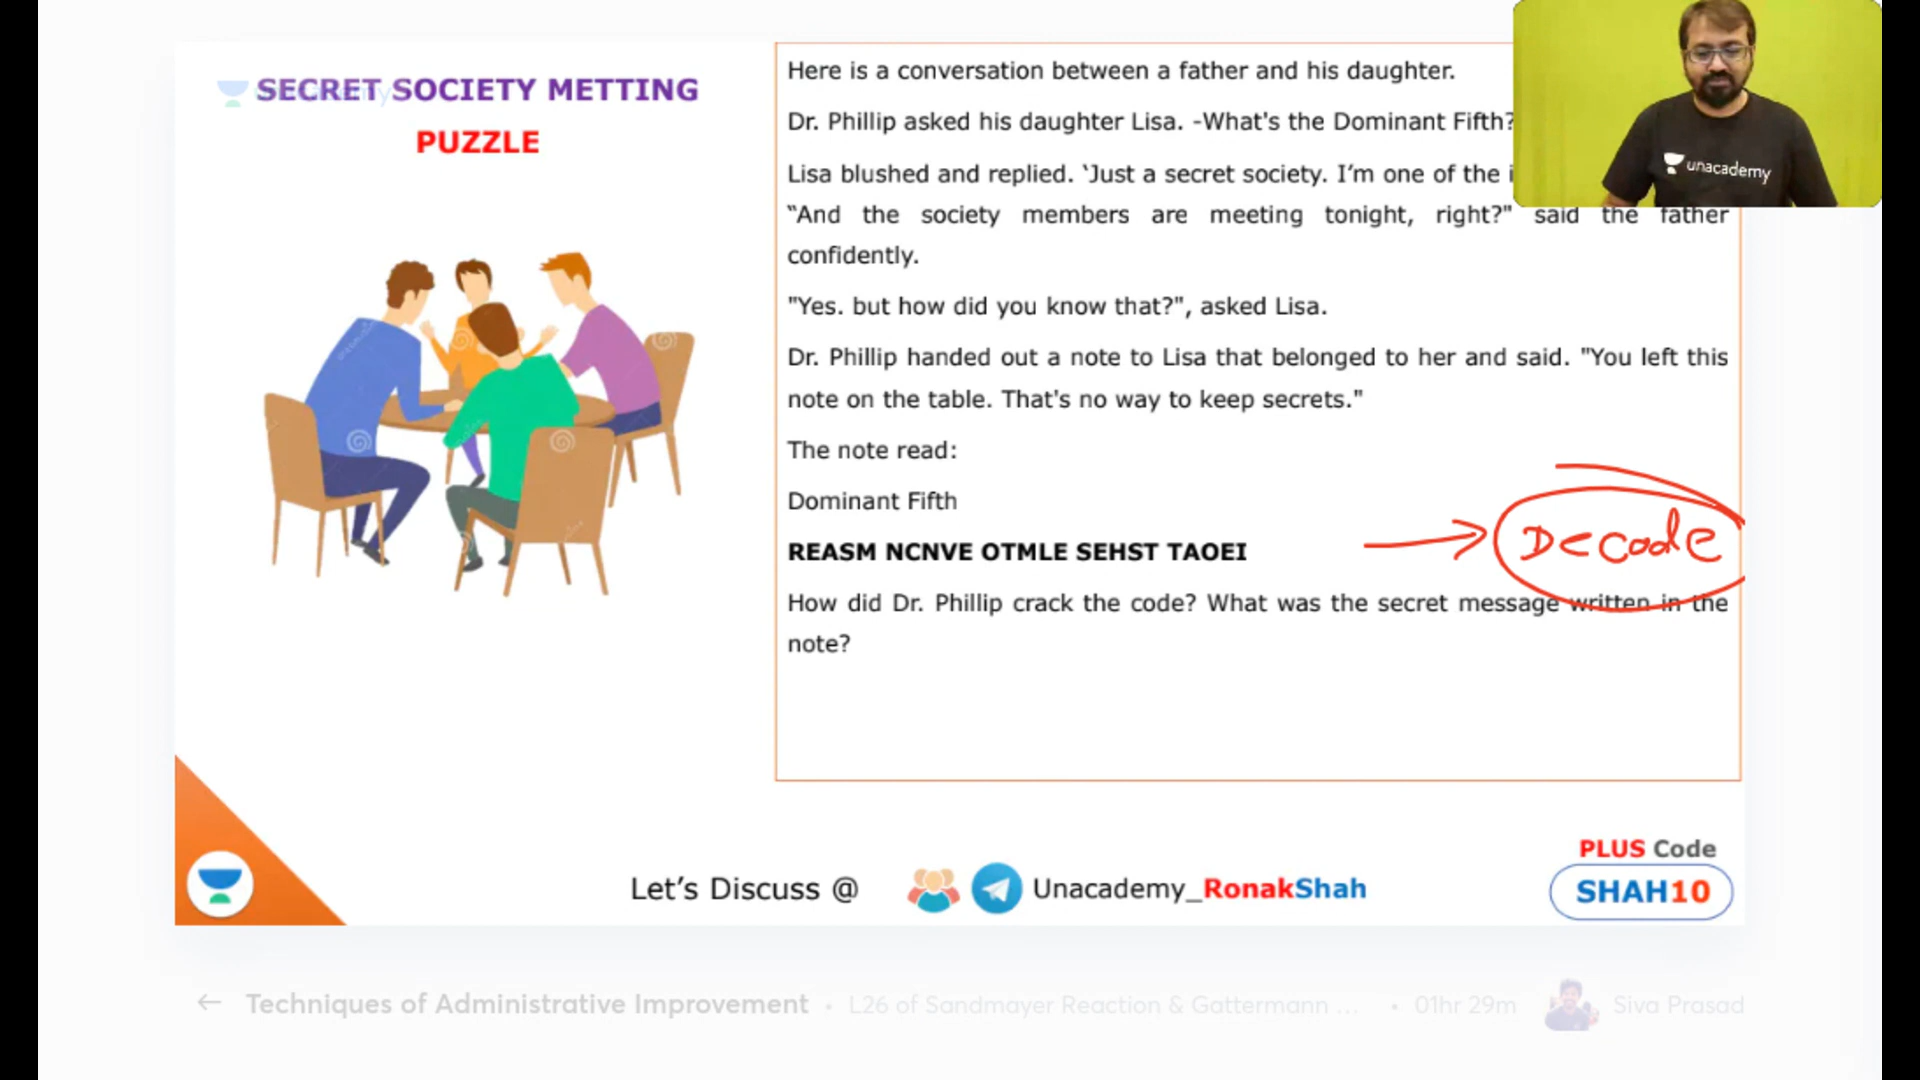 SECRET SOCIETY METTING
PUZZLE
Here is a conversation between a father and his daughter.
Dr. Phillip asked his daughter Lisa. -What's the Dominant Fifth?
Lisa blushed and replied. 'Just a secret society. I'm one of the
"And the society members are meeting tonight, right?" said the father
confidently.
"Yes. but how did you know that?", asked Lisa.
Dr. Phillip handed out a note to Lisa that belonged to her and said. "You left this
note on the table. That's no way to keep secrets."
The note read:
Dominant Fifth
REASM NCNVE OTMLE SEHST TAOEI
Decode
How did Dr. Phillip crack the code? What was the secret message written in the
note?
unacademy
Let's Discuss @
Unacademy_RonakShah
PLUS Code
SHAH10
← Techniques of Administrative Improvement • L26 of Sandmayer Reaction & Gattermann ... • 01hr 29m Siva Prasad